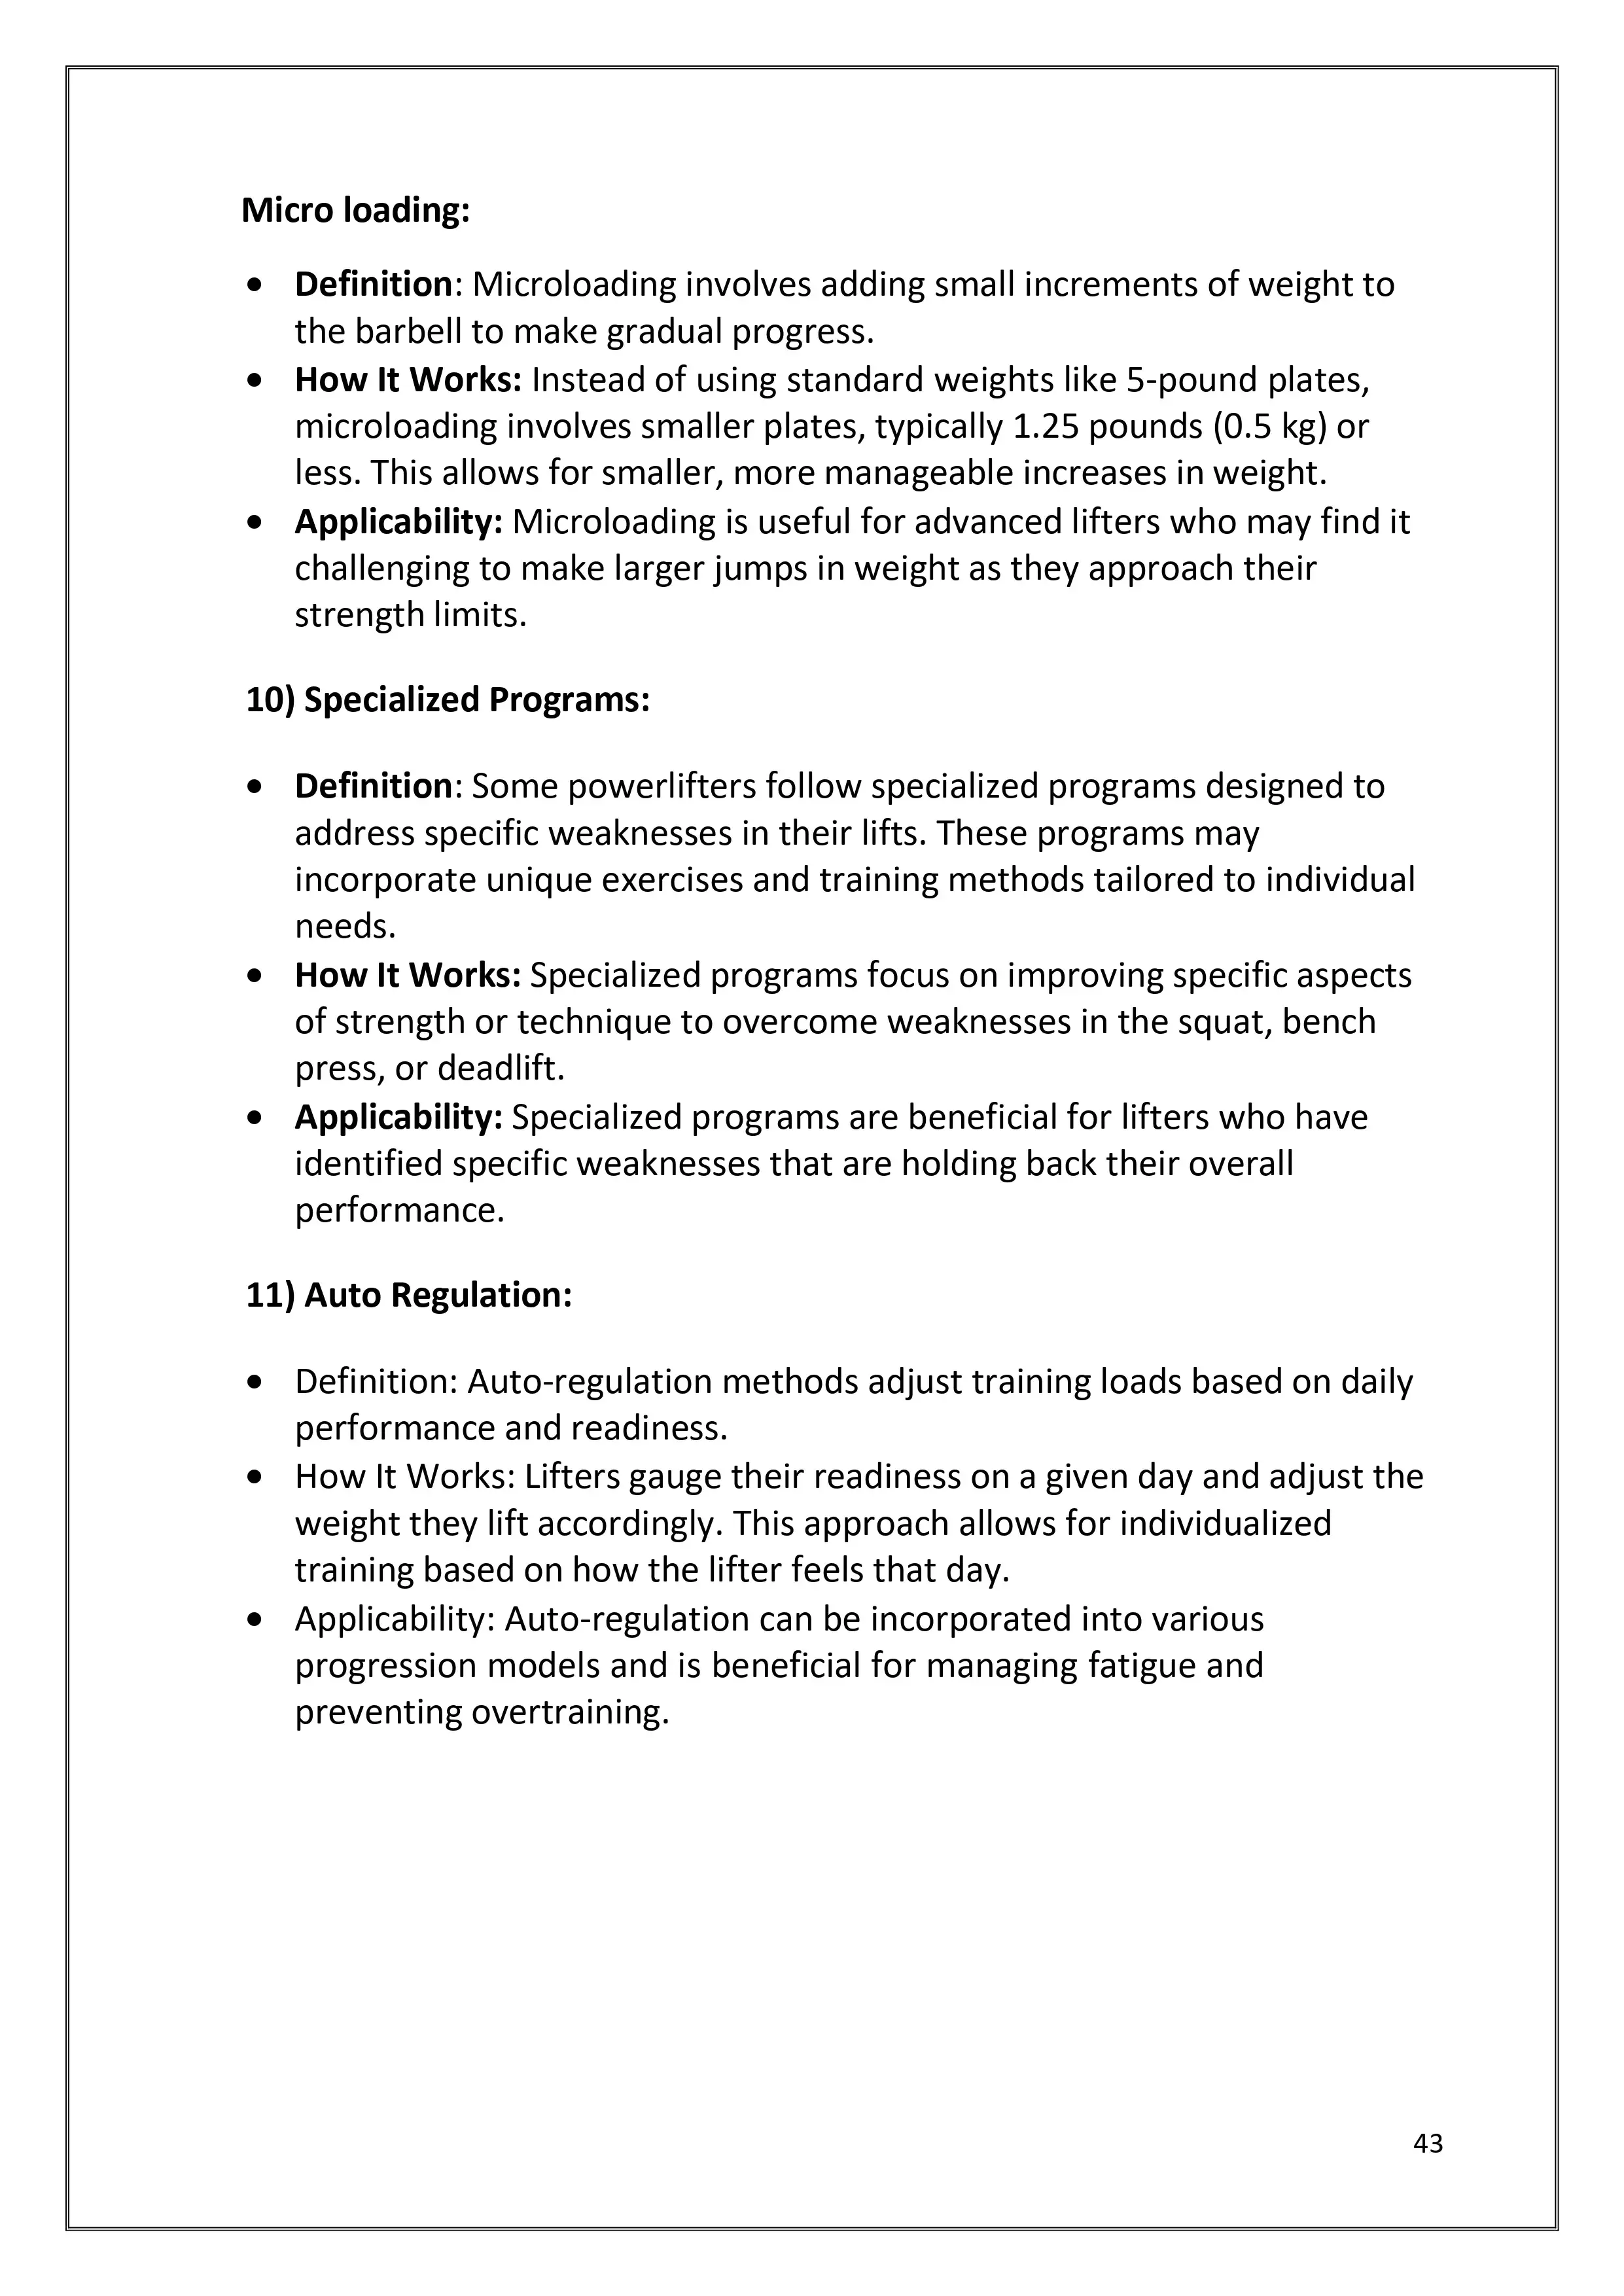 Micro loading:
• Definition: Microloading involves adding small increments of weight to
the barbell to make gradual progress.
• How It Works: Instead of using standard weights like 5-pound plates,
microloading involves smaller plates, typically 1.25 pounds (0.5 kg) or
less. This allows for smaller, more manageable increases in weight.
• Applicability: Microloading is useful for advanced lifters who may find it
challenging to make larger jumps in weight as they approach their
strength limits.
10) Specialized Programs:
• Definition: Some powerlifters follow specialized programs designed to
address specific weaknesses in their lifts. These programs may
incorporate unique exercises and training methods tailored to individual
needs.
• How It Works: Specialized programs focus on improving specific aspects
of strength or technique to overcome weaknesses in the squat, bench
press, or deadlift.
• Applicability: Specialized programs are beneficial for lifters who have
identified specific weaknesses that are holding back their overall
performance.
11) Auto Regulation:
• Definition: Auto-regulation methods adjust training loads based on daily
performance and readiness.
• How It Works: Lifters gauge their readiness on a given day and adjust the
weight they lift accordingly. This approach allows for individualized
training based on how the lifter feels that day.
• Applicability: Auto-regulation can be incorporated into various
progression models and is beneficial for managing fatigue and
preventing overtraining.
43